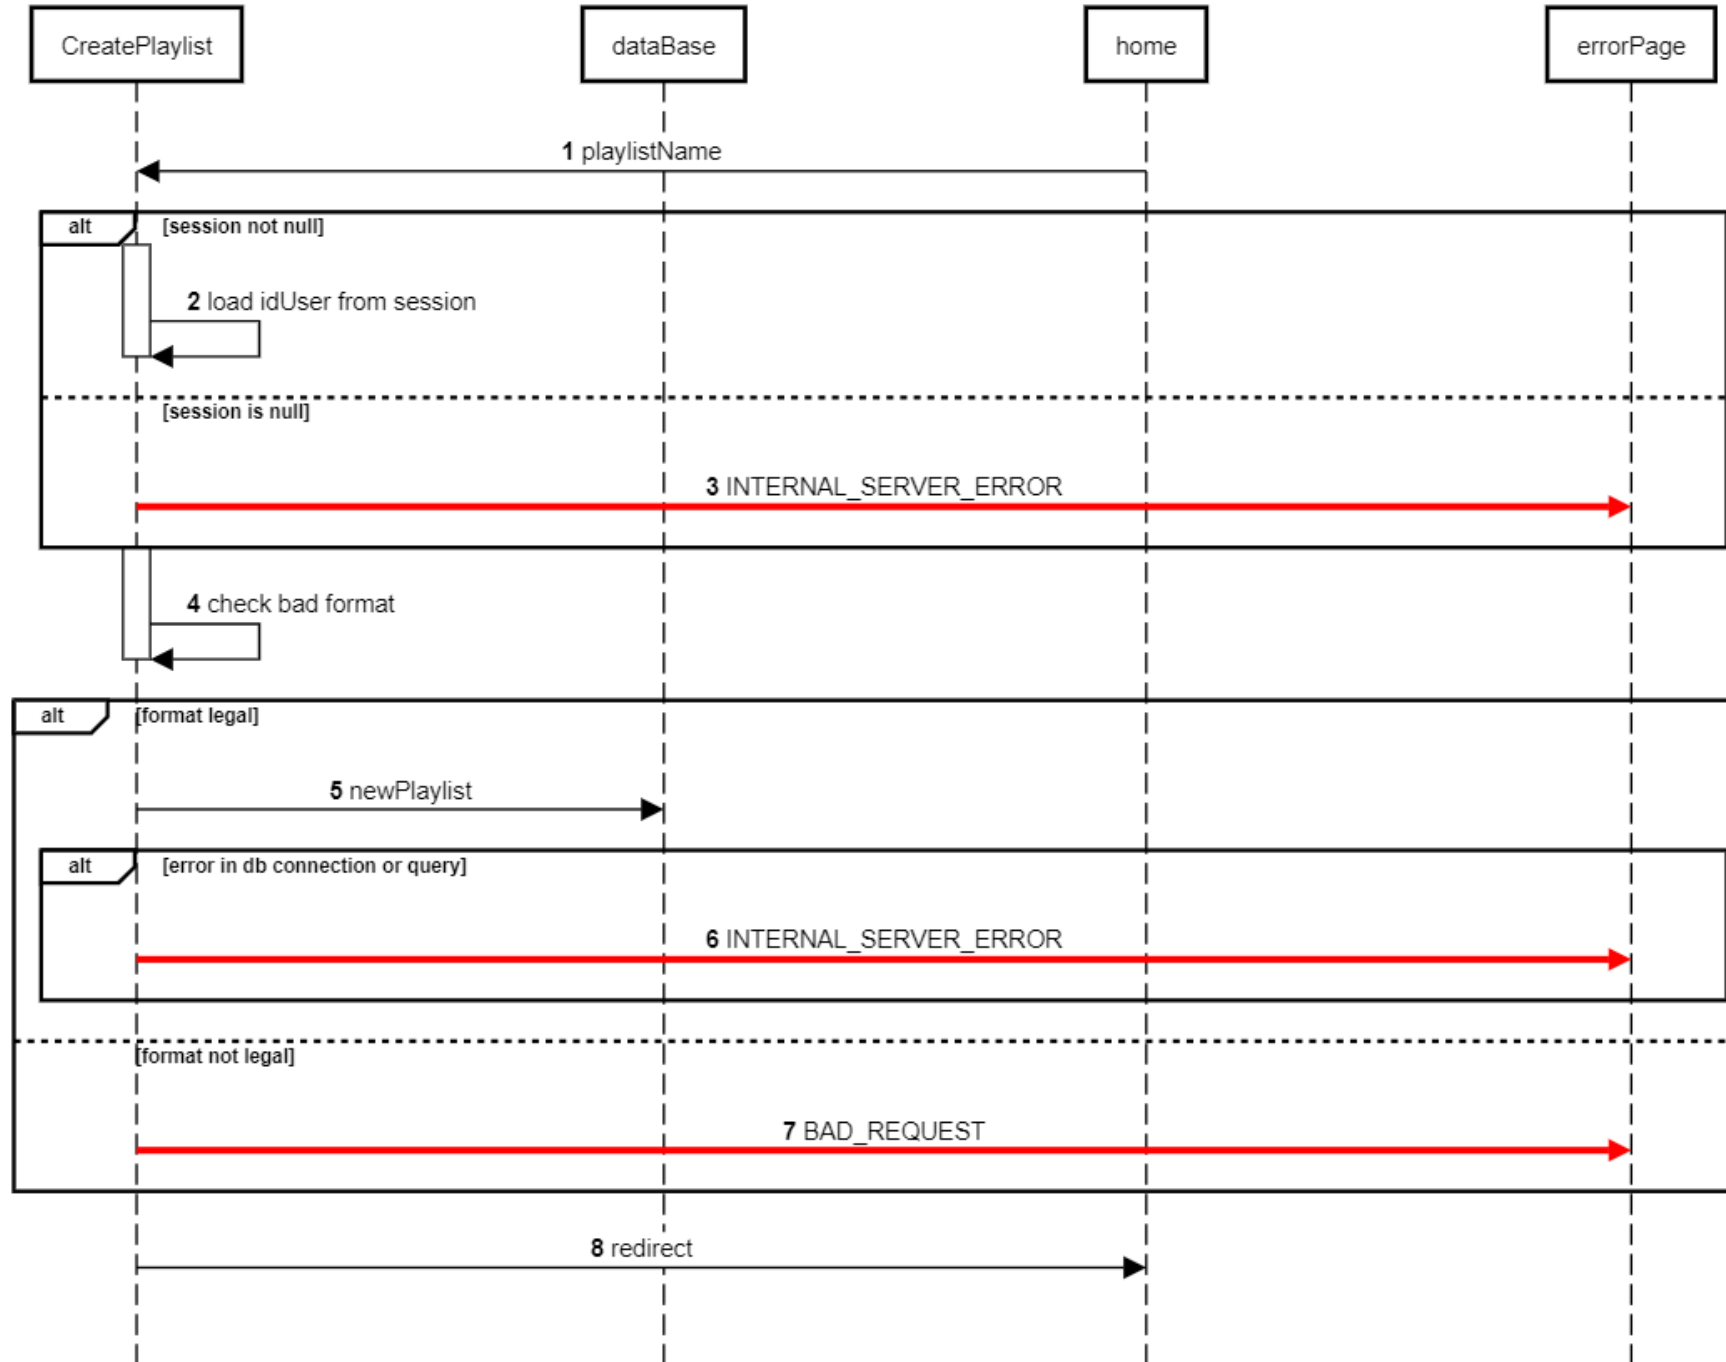 CreatePlaylist
dataBase
home
errorPage
1 playlistName
alt
[session not null]
2 load idUser from session
[session is null]
3 INTERNAL_SERVER_ERROR
4 check bad format
alt
[format legal]
5 newPlaylist
alt
[error in db connection or query]
6 INTERNAL_SERVER_ERROR
[format not legal]
7 BAD_REQUEST
8 redirect